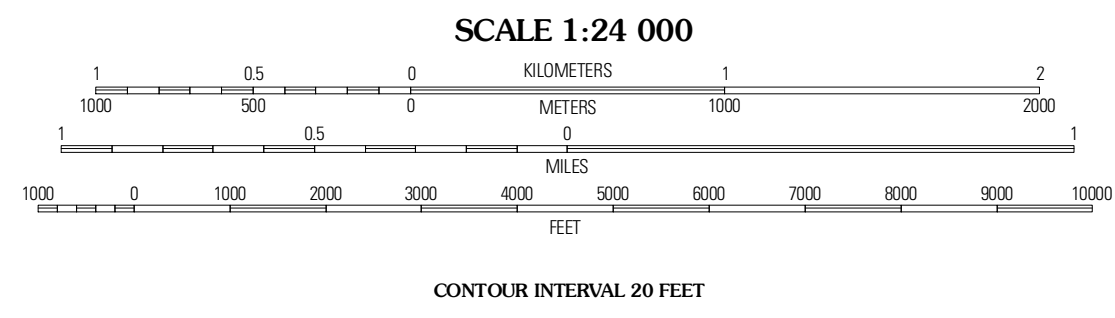 SCALE 1:24 000
1 0.5 0 KILOMETERS 1 2
1000 500 0 METERS 1000 2000
1 0.5 0 1
MILES
1000 0 1000 2000 3000 4000 5000 6000 7000 8000 9000 10000
FEET
CONTOUR INTERVAL 20 FEET